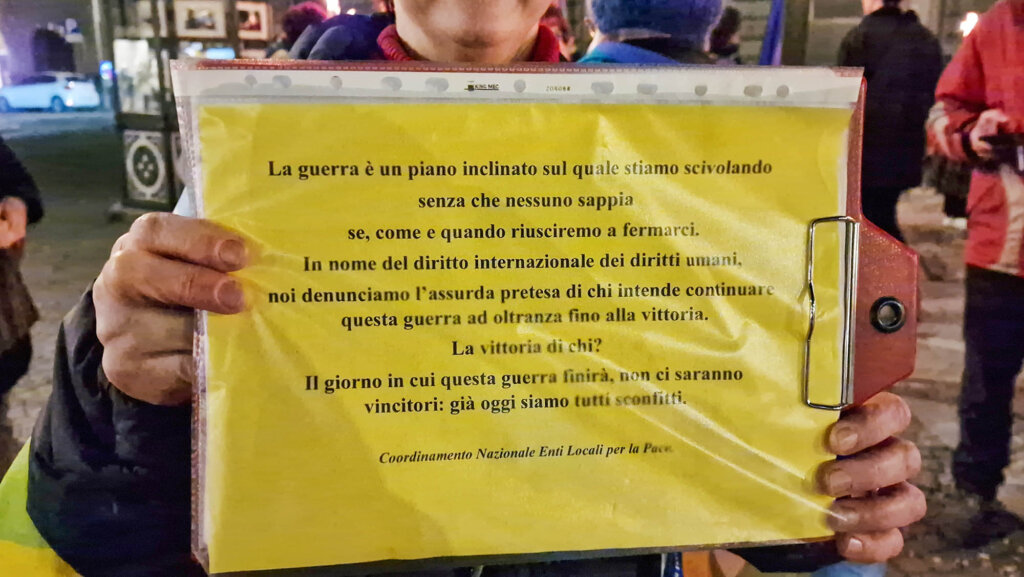 KING MEC
La guerra è un piano inclinato sul quale stiamo scivolando
senza che nessuno sappia
se, come e quando riusciremo a fermarci.
In nome del diritto internazionale dei diritti umani,
noi denunciamo l'assurda pretesa di chi intende continuare
questa guerra ad oltranza fino alla vittoria.
La vittoria di chi?
Il giorno in cui questa guerra finirà, non ci saranno
vincitori: già oggi siamo tutti sconfitti.
Coordinamento Nazionale Enti Locali per la Pace